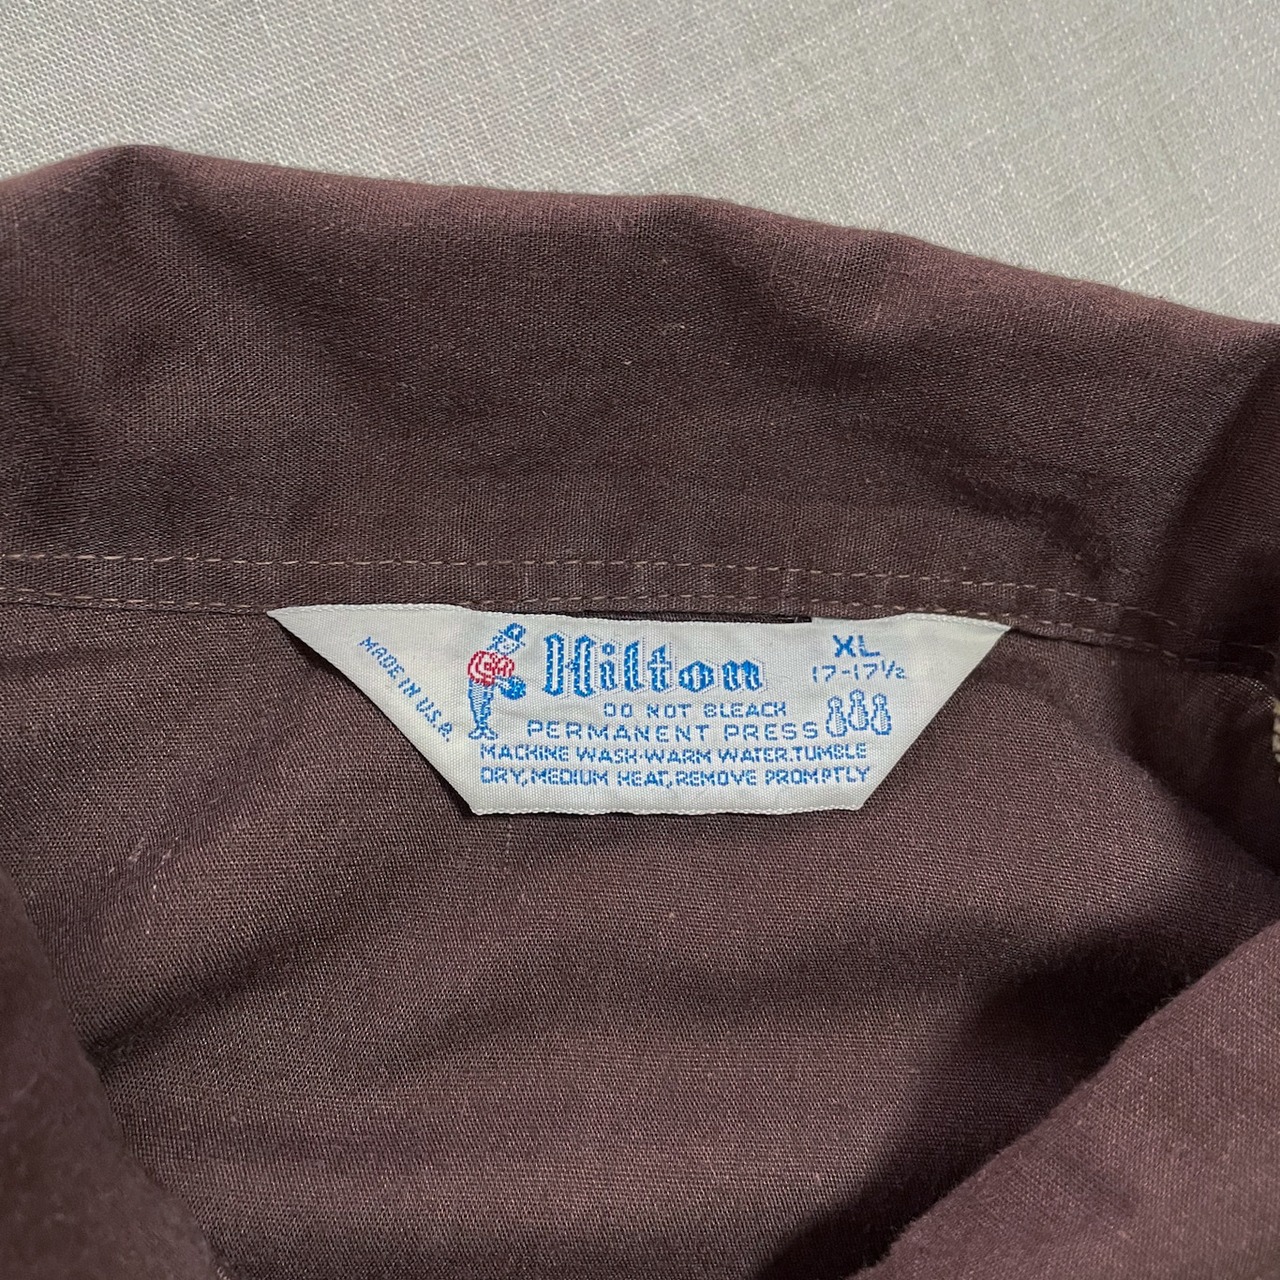 MADE IN U.S.A.
Hilton
XL
17-17½
DO NOT BLEACH
PERMANENT PRESS
MACHINE WASK·WARM WATER.TUMBLE
DRY, MEDIUM HEAT, REMOVE PROMPTLY